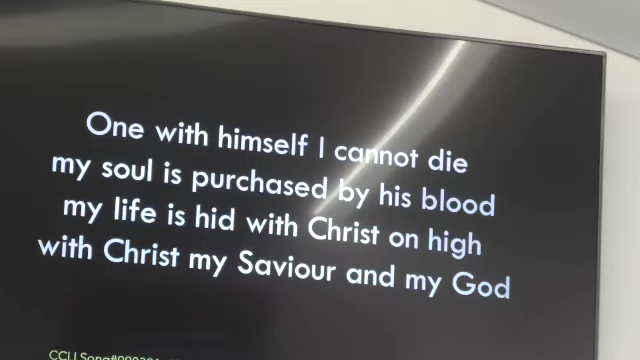 One with himself I cannot die
my soul is purchased by his blood
my life is hid with Christ on high
with Christ my Saviour and my God
CCLI